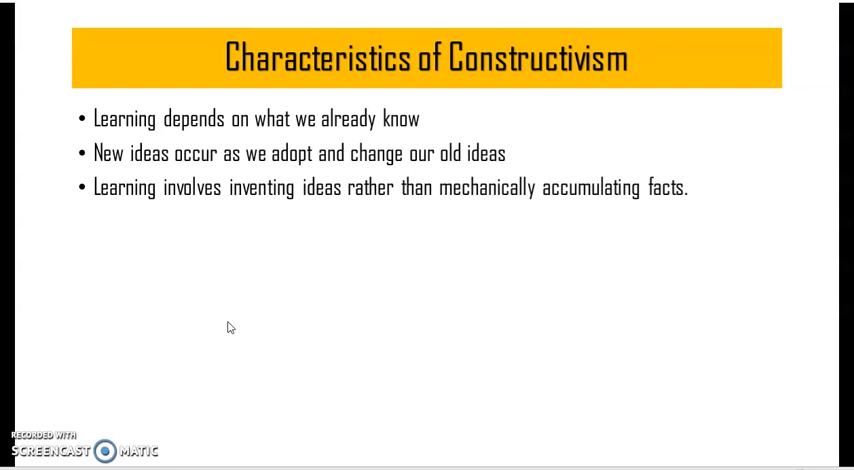 Characteristics of Constructivism
• Learning depends on what we already know
• New ideas occur as we adopt and change our old ideas
• Learning involves inventing ideas rather than mechanically accumulating facts.
RECORDED WITH
SCREENCAST MATIC